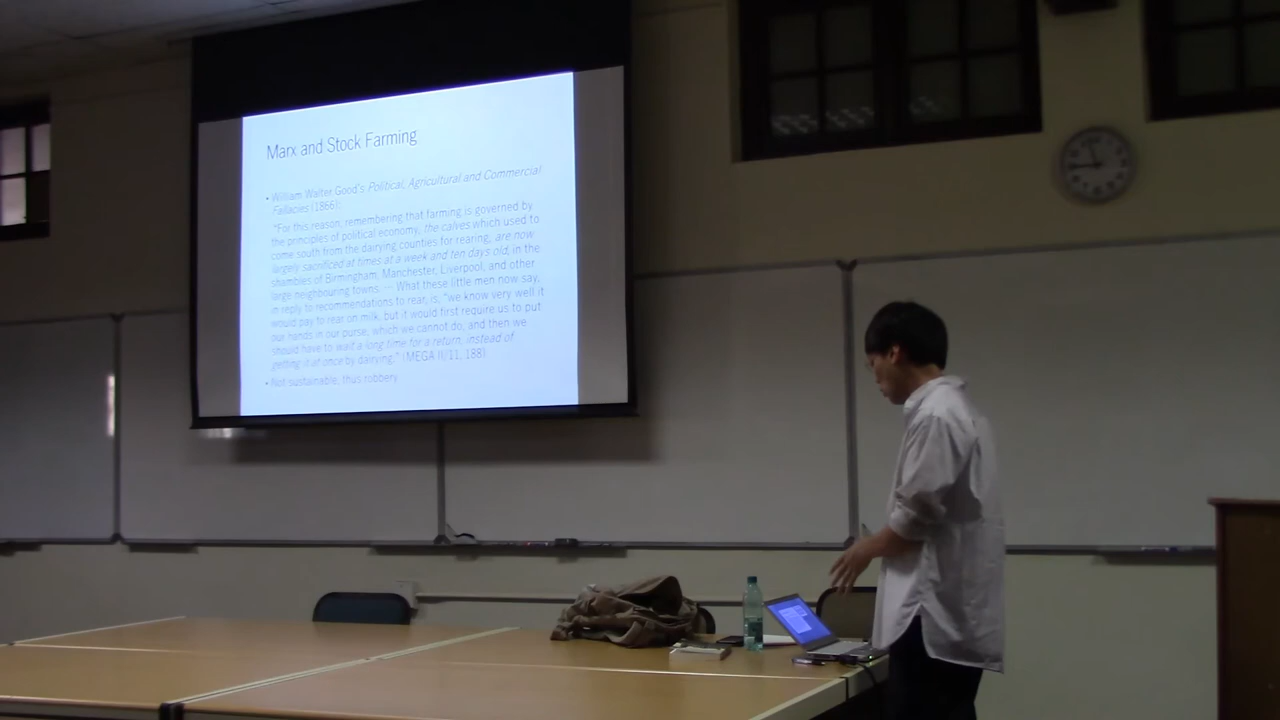 Marx and Stock Farming
• William Walter Good's Political, Agricultural and Commercial
Fallacies (1866):
"For this reason, remembering that farming is governed by
the principles of political economy, the calves which used to
come south from the dairying counties for rearing, are now
largely sacrificed at times at a week and ten days old, in the
shambles of Birmingham, Manchester, Liverpool, and other
large neighbouring towns. … What these little men now say,
in reply to recommendations to rear, is, "we know very well it
would pay to rear on milk, but it would first require us to put
our hands in our purse, which we cannot do, and then we
should have to wait a long time for a return, instead of
getting it at once by dairying." (MEGA II/11, 188)
• Not sustainable, thus robbery